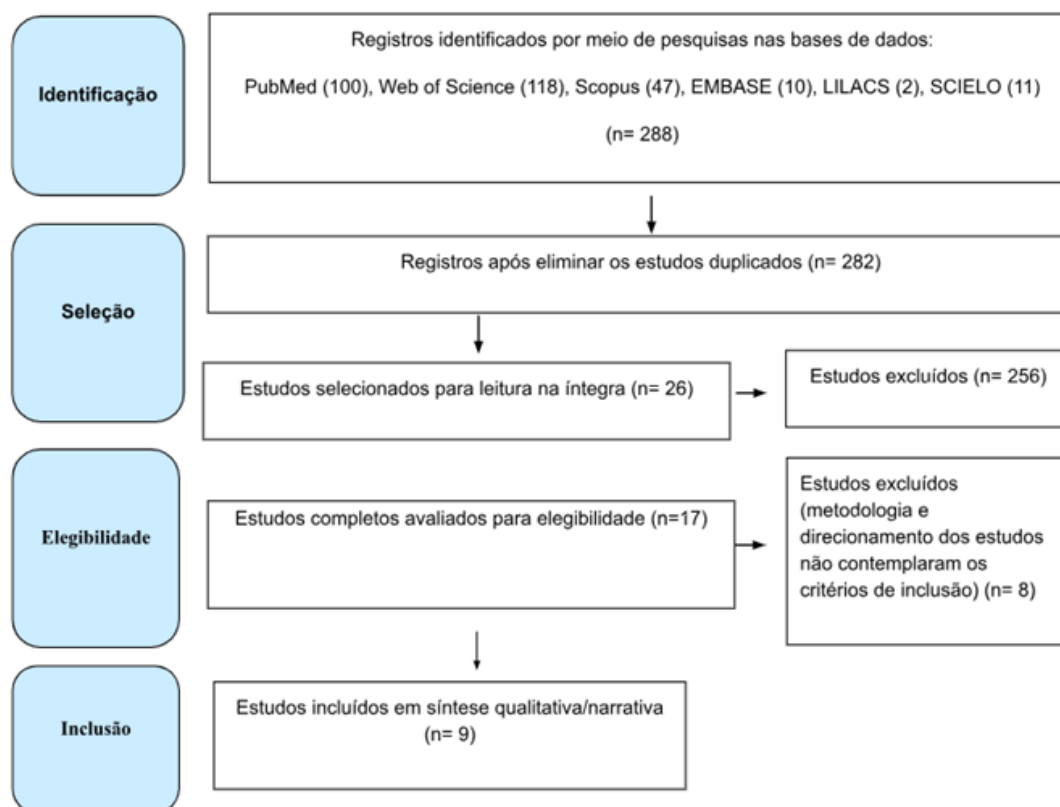 Identificação
Registros identificados por meio de pesquisas nas bases de dados:
PubMed (100), Web of Science (118), Scopus (47), EMBASE (10), LILACS (2), SCIELO (11)
(n= 288)
Seleção
Registros após eliminar os estudos duplicados (n= 282)
Estudos selecionados para leitura na íntegra (n= 26)
Estudos excluídos (n= 256)
Elegibilidade
Estudos completos avaliados para elegibilidade (n=17)
Estudos excluídos
(metodologia e
direcionamento dos estudos
não contemplaram os
critérios de inclusão) (n= 8)
Inclusão
Estudos incluídos em síntese qualitativa/narrativa
(n= 9)